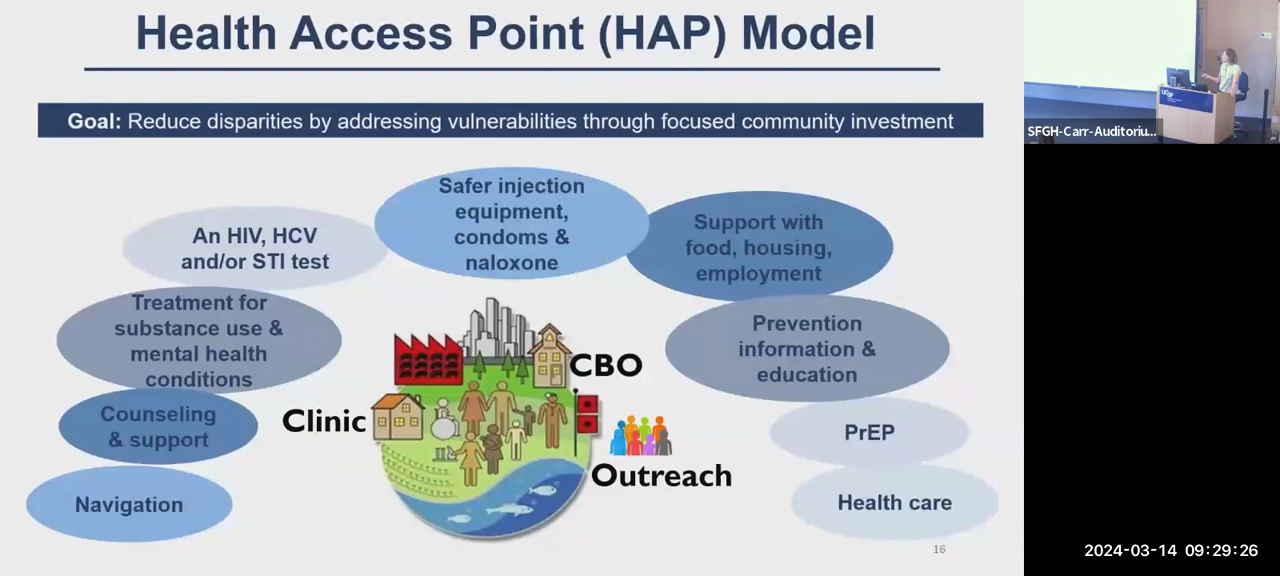 Health Access Point (HAP) Model
Goal: Reduce disparities by addressing vulnerabilities through focused community investment
Safer injection
equipment,
condoms &
naloxone
An HIV, HCV
and/or STI test
Support with
food, housing,
employment
Treatment for
substance use &
mental health
conditions
Prevention
information &
education
CBO
Counseling
& support
Clinic
PrEP
Outreach
Navigation
Health care
16
UCSF
SFGH-Carr-Auditoriu...
2024-03-14 09:29:26